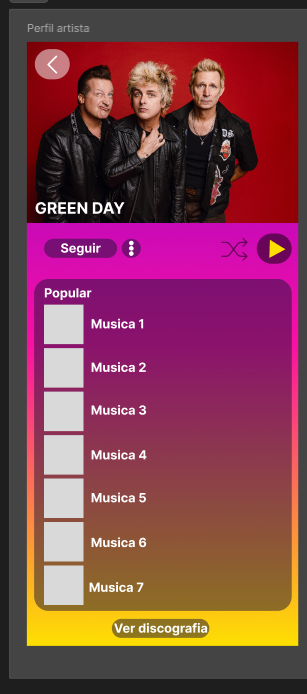 Perfil artista
GREEN DAY
Seguir
Popular
Musica 1
Musica 2
Musica 3
Musica 4
Musica 5
Musica 6
Musica 7
Ver discografia